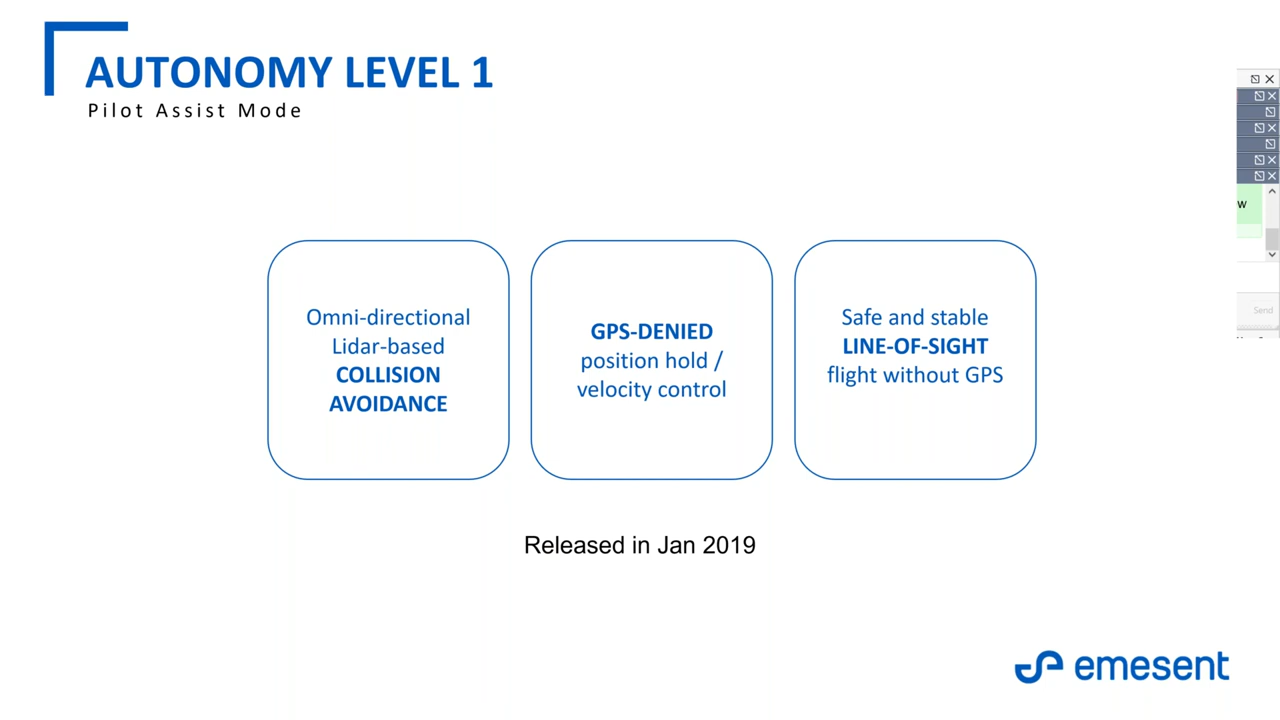 AUTONOMY LEVEL 1
Pilot Assist Mode
Omni-directional
Lidar-based
COLLISION
AVOIDANCE
GPS-DENIED
position hold /
velocity control
Safe and stable
LINE-OF-SIGHT
flight without GPS
Released in Jan 2019
emesent
w
Send